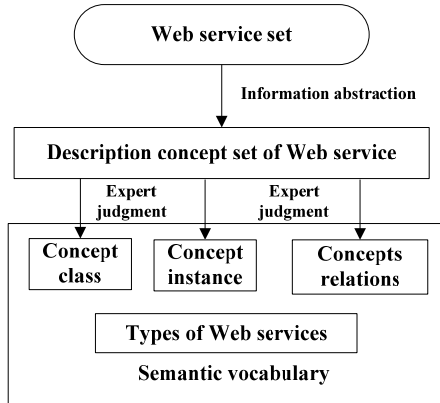 Web service set
Information abstraction
Description concept set of Web service
Expert
judgment
Expert
judgment
Concept
class
Concept
instance
Concepts
relations
Types of Web services
Semantic vocabulary